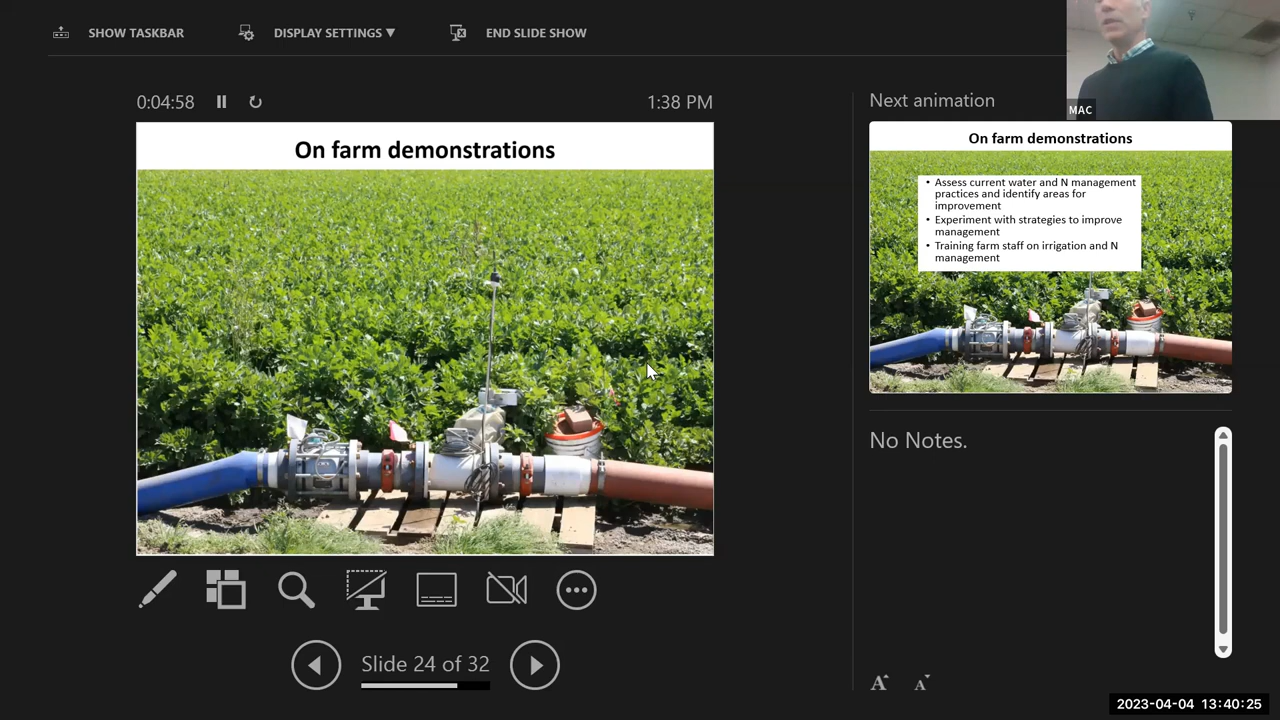 SHOW TASKBAR
DISPLAY SETTINGS ▼
END SLIDE SHOW
0:04:58
1:38 PM
Next animation
MAC
On farm demonstrations
On farm demonstrations
• Assess current water and N management
practices and identify areas for
improvement
• Experiment with strategies to improve
management
• Training farm staff on irrigation and N
management
No Notes.
Slide 24 of 32
A A
2023-04-04 13:40:25